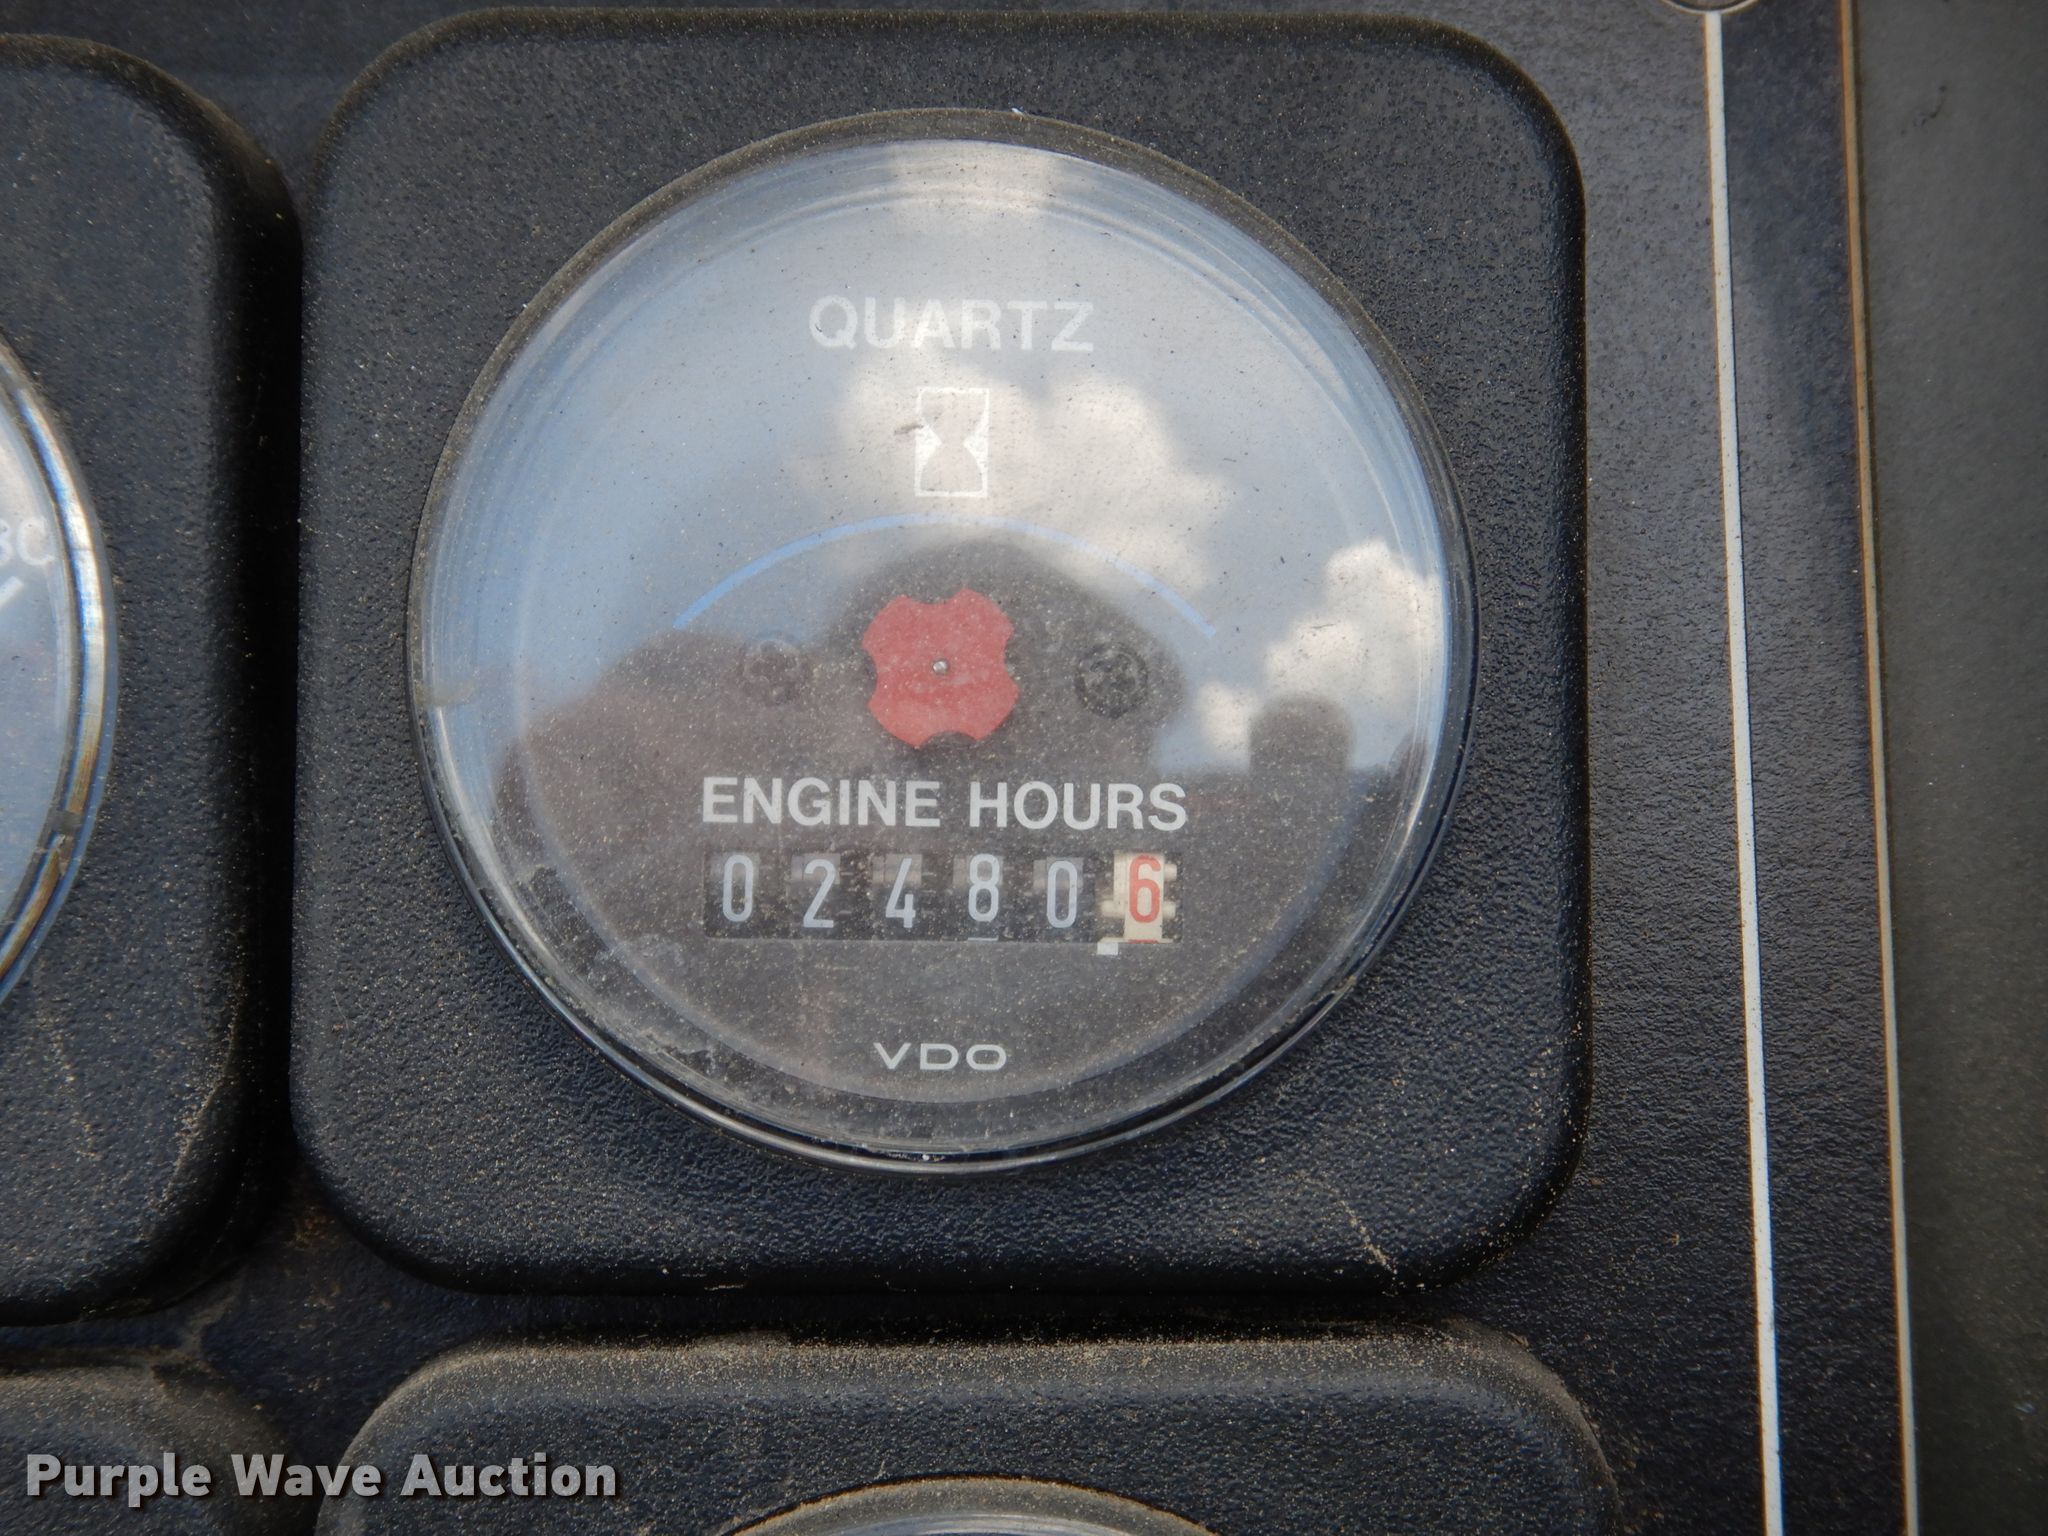 QUARTZ
ENGINE HOURS
024806
VDO
Purple Wave Auction